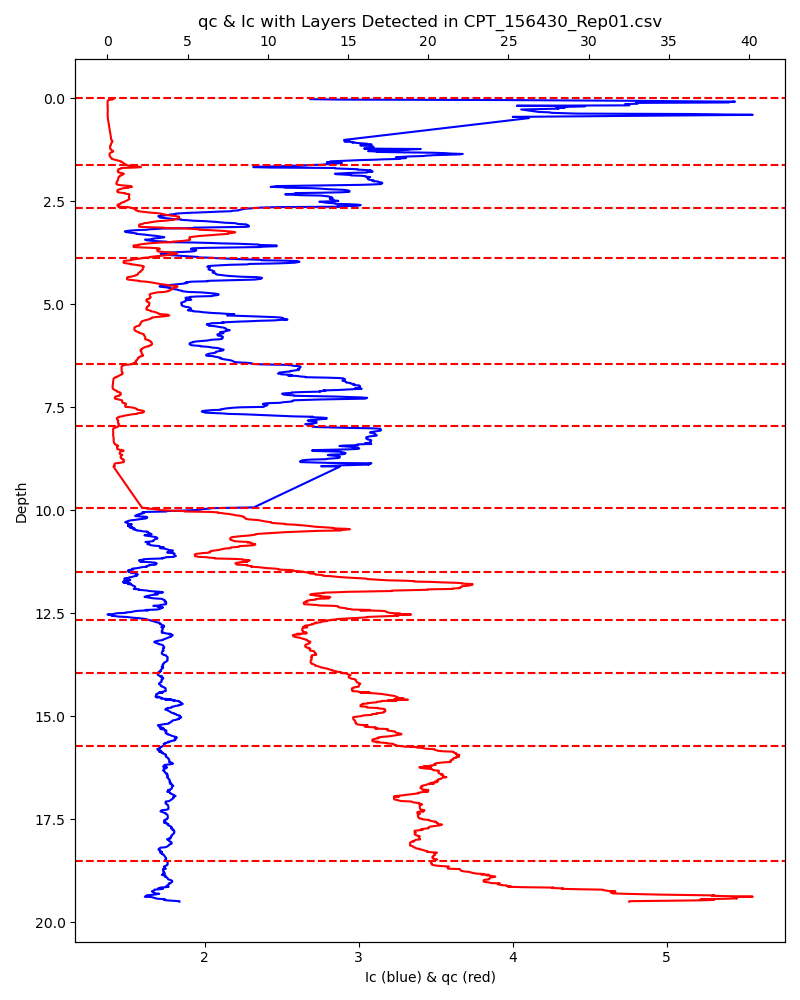 qc & Ic with Layers Detected in CPT_156430_Rep01.csv
0 5 10 15 20 25 30 35 40
0.0
2.5
5.0
7.5
10.0
12.5
15.0
17.5
20.0
Depth
2 3 4 5
Ic (blue) & qc (red)